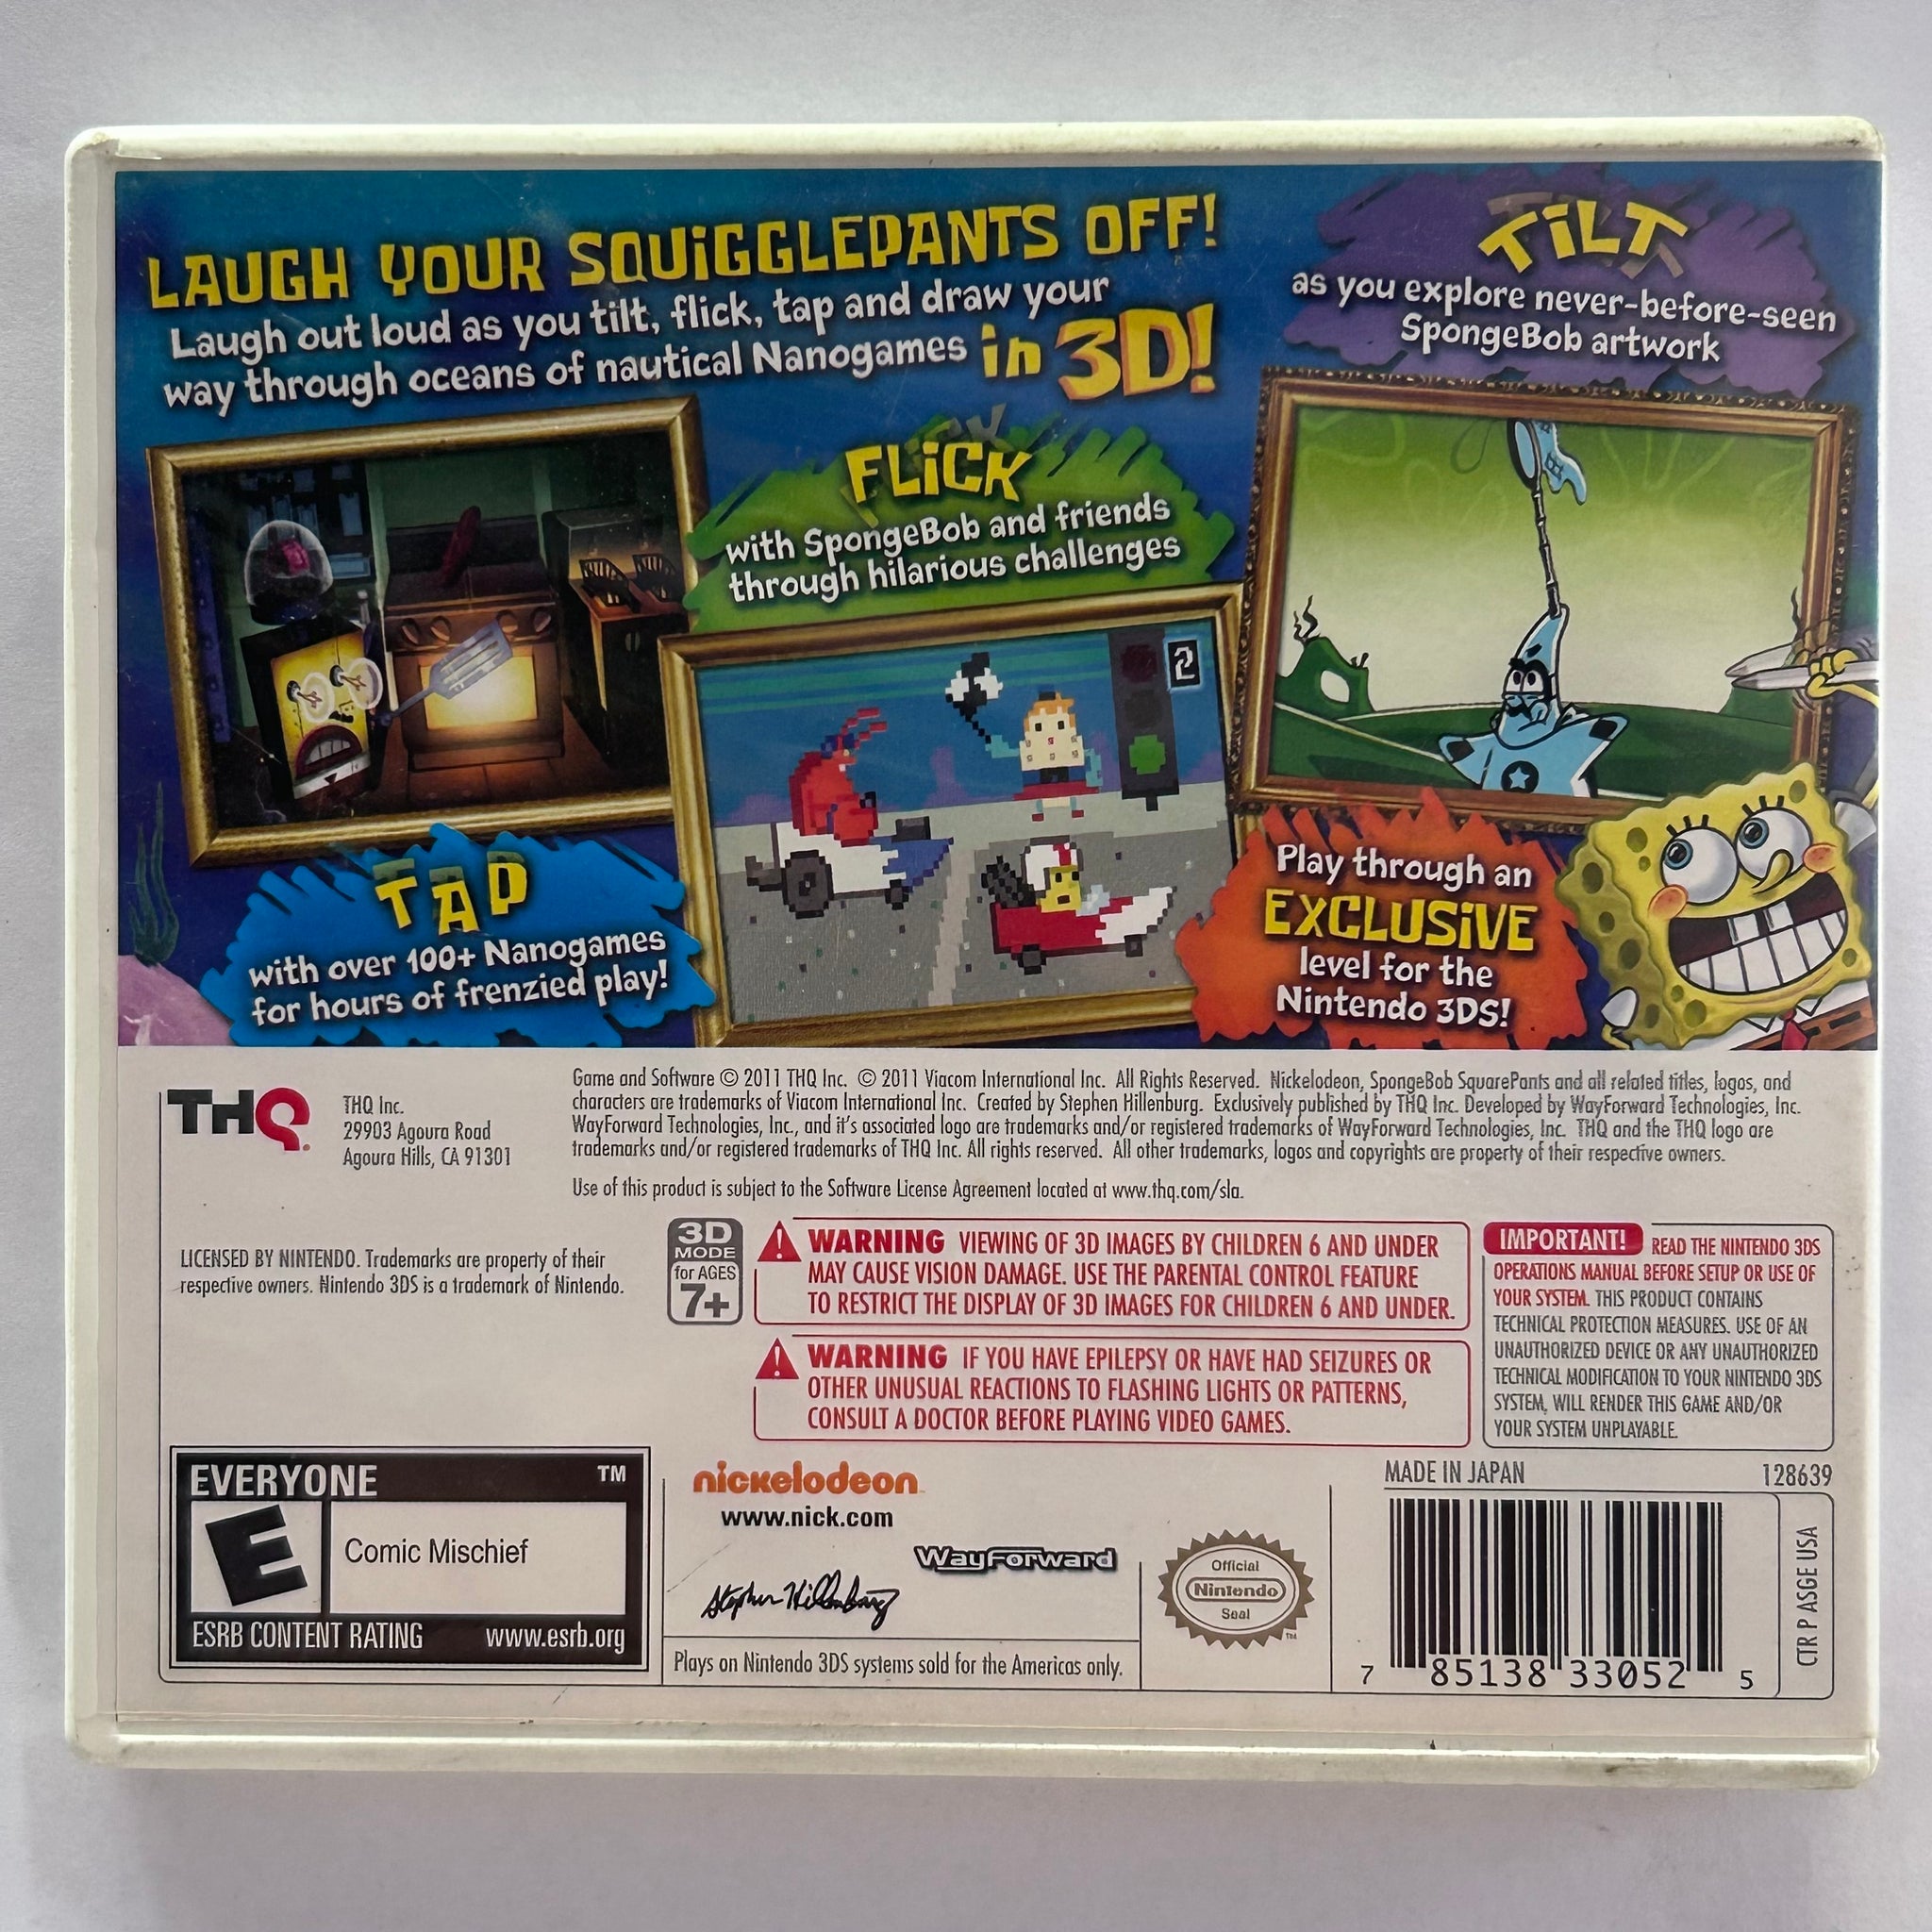 LAUGH YOUR SQUiGGLEPANTS OFF!
Laugh out loud as you tilt, flick, tap and draw your
way through oceans of nautical Nanogames in 3D!
TiLT
as you explore never-before-seen
SpongeBob artwork
FLiCK
with SpongeBob and friends
through hilarious challenges
2
TAP
with over 100+ Nanogames
for hours of frenzied play!
Play through an
EXCLUSiVE
level for the
Nintendo 3DS!
THQ
THQ Inc.
29903 Agoura Road
Agoura Hills, CA 91301
Game and Software © 2011 THQ Inc. © 2011 Viacom International Inc. All Rights Reserved. Nickelodeon, SpongeBob SquarePants and all related titles, logos, and
characters are trademarks of Viacom International Inc. Created by Stephen Hillenburg. Exclusively published by THQ Inc. Developed by WayForward Technologies, Inc.
WayForward Technologies, Inc., and it's associated logo are trademarks and/or registered trademarks of WayForward Technologies, Inc. THQ and the THQ logo are
trademarks and/or registered trademarks of THQ Inc. All rights reserved. All other trademarks, logos and copyrights are property of their respective owners.
Use of this product is subject to the Software License Agreement located at www.thq.com/sla.
LICENSED BY NINTENDO. Trademarks are property of their
respective owners. Nintendo 3DS is a trademark of Nintendo.
3D
MODE
for AGES
7+
WARNING VIEWING OF 3D IMAGES BY CHILDREN 6 AND UNDER
MAY CAUSE VISION DAMAGE. USE THE PARENTAL CONTROL FEATURE
TO RESTRICT THE DISPLAY OF 3D IMAGES FOR CHILDREN 6 AND UNDER.
WARNING IF YOU HAVE EPILEPSY OR HAVE HAD SEIZURES OR
OTHER UNUSUAL REACTIONS TO FLASHING LIGHTS OR PATTERNS,
CONSULT A DOCTOR BEFORE PLAYING VIDEO GAMES.
IMPORTANT! READ THE NINTENDO 3DS
OPERATIONS MANUAL BEFORE SETUP OR USE OF
YOUR SYSTEM. THIS PRODUCT CONTAINS
TECHNICAL PROTECTION MEASURES. USE OF AN
UNAUTHORIZED DEVICE OR ANY UNAUTHORIZED
TECHNICAL MODIFICATION TO YOUR NINTENDO 3DS
SYSTEM, WILL RENDER THIS GAME AND/OR
YOUR SYSTEM UNPLAYABLE.
EVERYONE TM
E
Comic Mischief
ESRB CONTENT RATING www.esrb.org
nickelodeon
www.nick.com
WayForward
Stephen Hillenburg
Plays on Nintendo 3DS systems sold for the Americas only.
Official
Nintendo
Seal
TM
MADE IN JAPAN 128639
7 85138 33052 5
CTR P ASGE USA